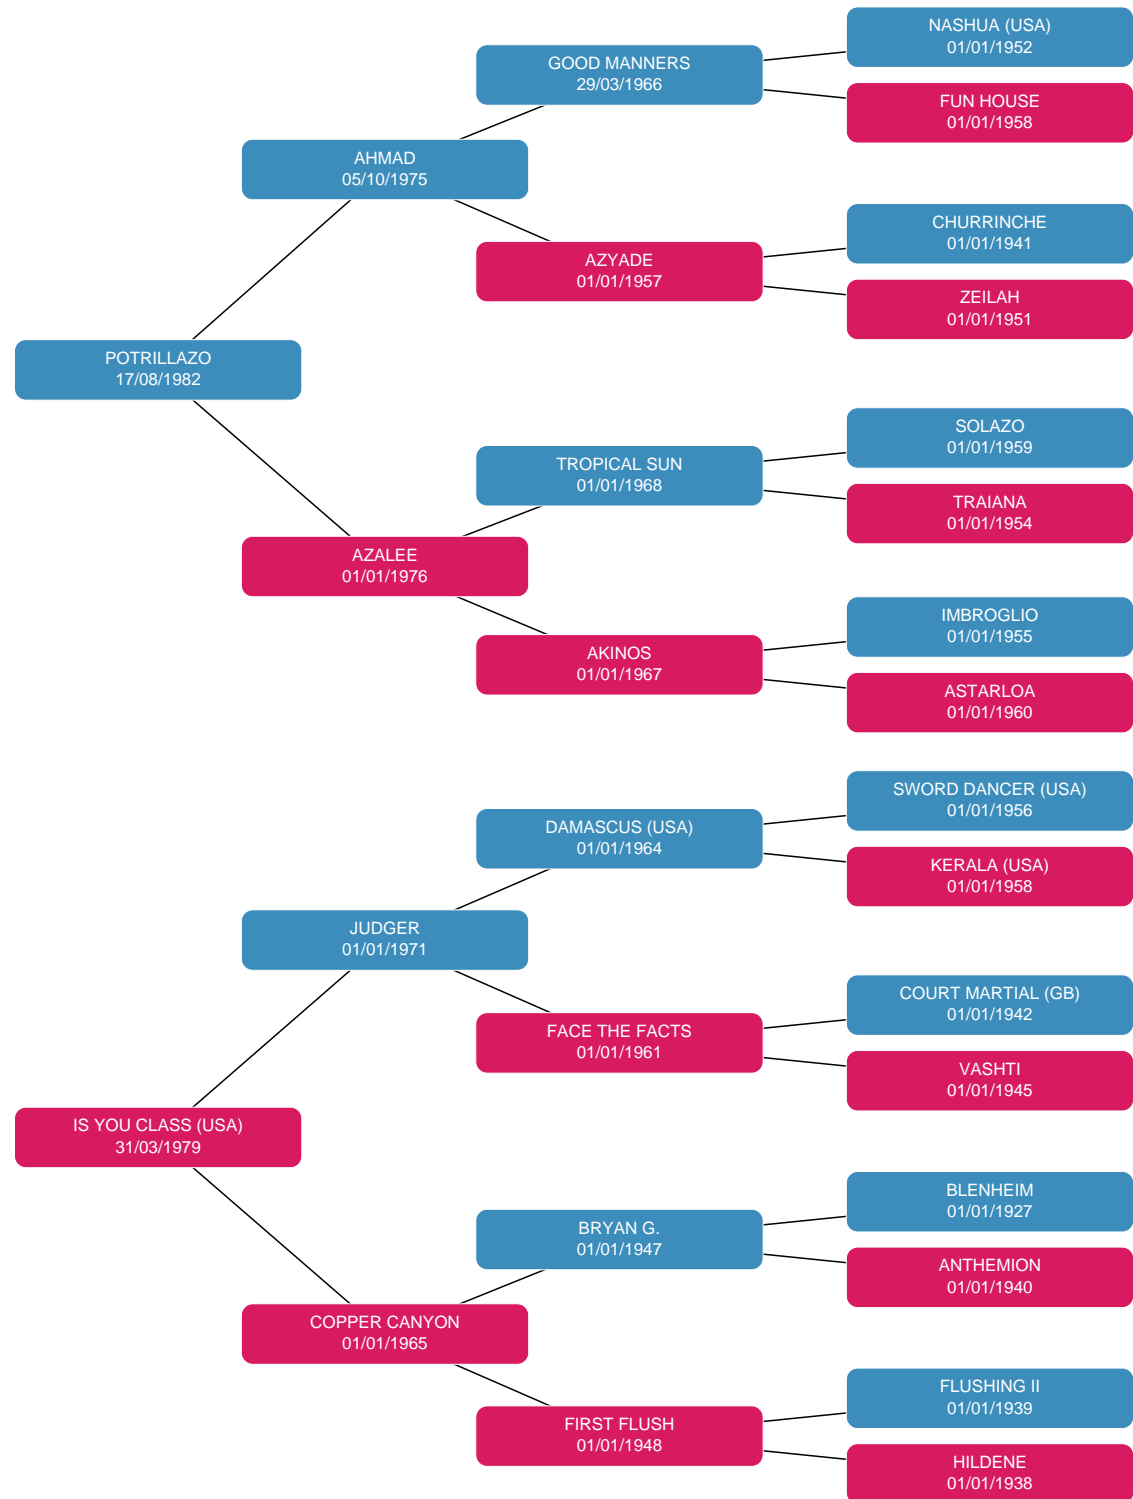 NASHUA (USA)
01/01/1952
GOOD MANNERS
29/03/1966
FUN HOUSE
01/01/1958
AHMAD
05/10/1975
CHURRINCHE
01/01/1941
AZYADE
01/01/1957
ZEILAH
01/01/1951
POTRILLAZO
17/08/1982
SOLAZO
01/01/1959
TROPICAL SUN
01/01/1968
TRAIANA
01/01/1954
AZALEE
01/01/1976
IMBROGLIO
01/01/1955
AKINOS
01/01/1967
ASTARLOA
01/01/1960
SWORD DANCER (USA)
01/01/1956
DAMASCUS (USA)
01/01/1964
KERALA (USA)
01/01/1958
JUDGER
01/01/1971
COURT MARTIAL (GB)
01/01/1942
FACE THE FACTS
01/01/1961
VASHTI
01/01/1945
IS YOU CLASS (USA)
31/03/1979
BLENHEIM
01/01/1927
BRYAN G.
01/01/1947
ANTHEMION
01/01/1940
COPPER CANYON
01/01/1965
FLUSHING II
01/01/1939
FIRST FLUSH
01/01/1948
HILDENE
01/01/1938